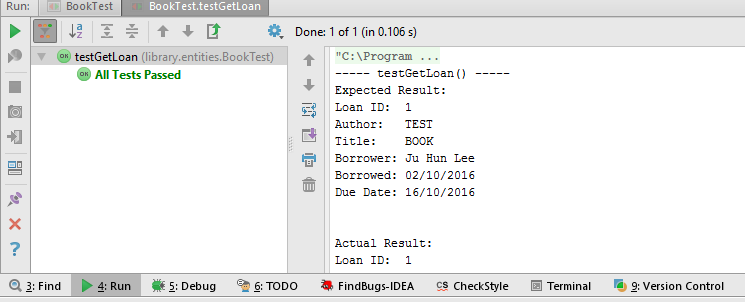 Run: BookTest BookTest.testGetLoan
Done: 1 of 1 (in 0.106 s)
OK testGetLoan (library.entities.BookTest)
OK All Tests Passed
"C:\Program ...
----- testGetLoan() -----
Expected Result:
Loan ID: 1
Author: TEST
Title: BOOK
Borrower: Ju Hun Lee
Borrowed: 02/10/2016
Due Date: 16/10/2016
Actual Result:
Loan ID: 1
3: Find 4: Run 5: Debug 6: TODO FindBugs-IDEA CS CheckStyle Terminal 9: Version Control